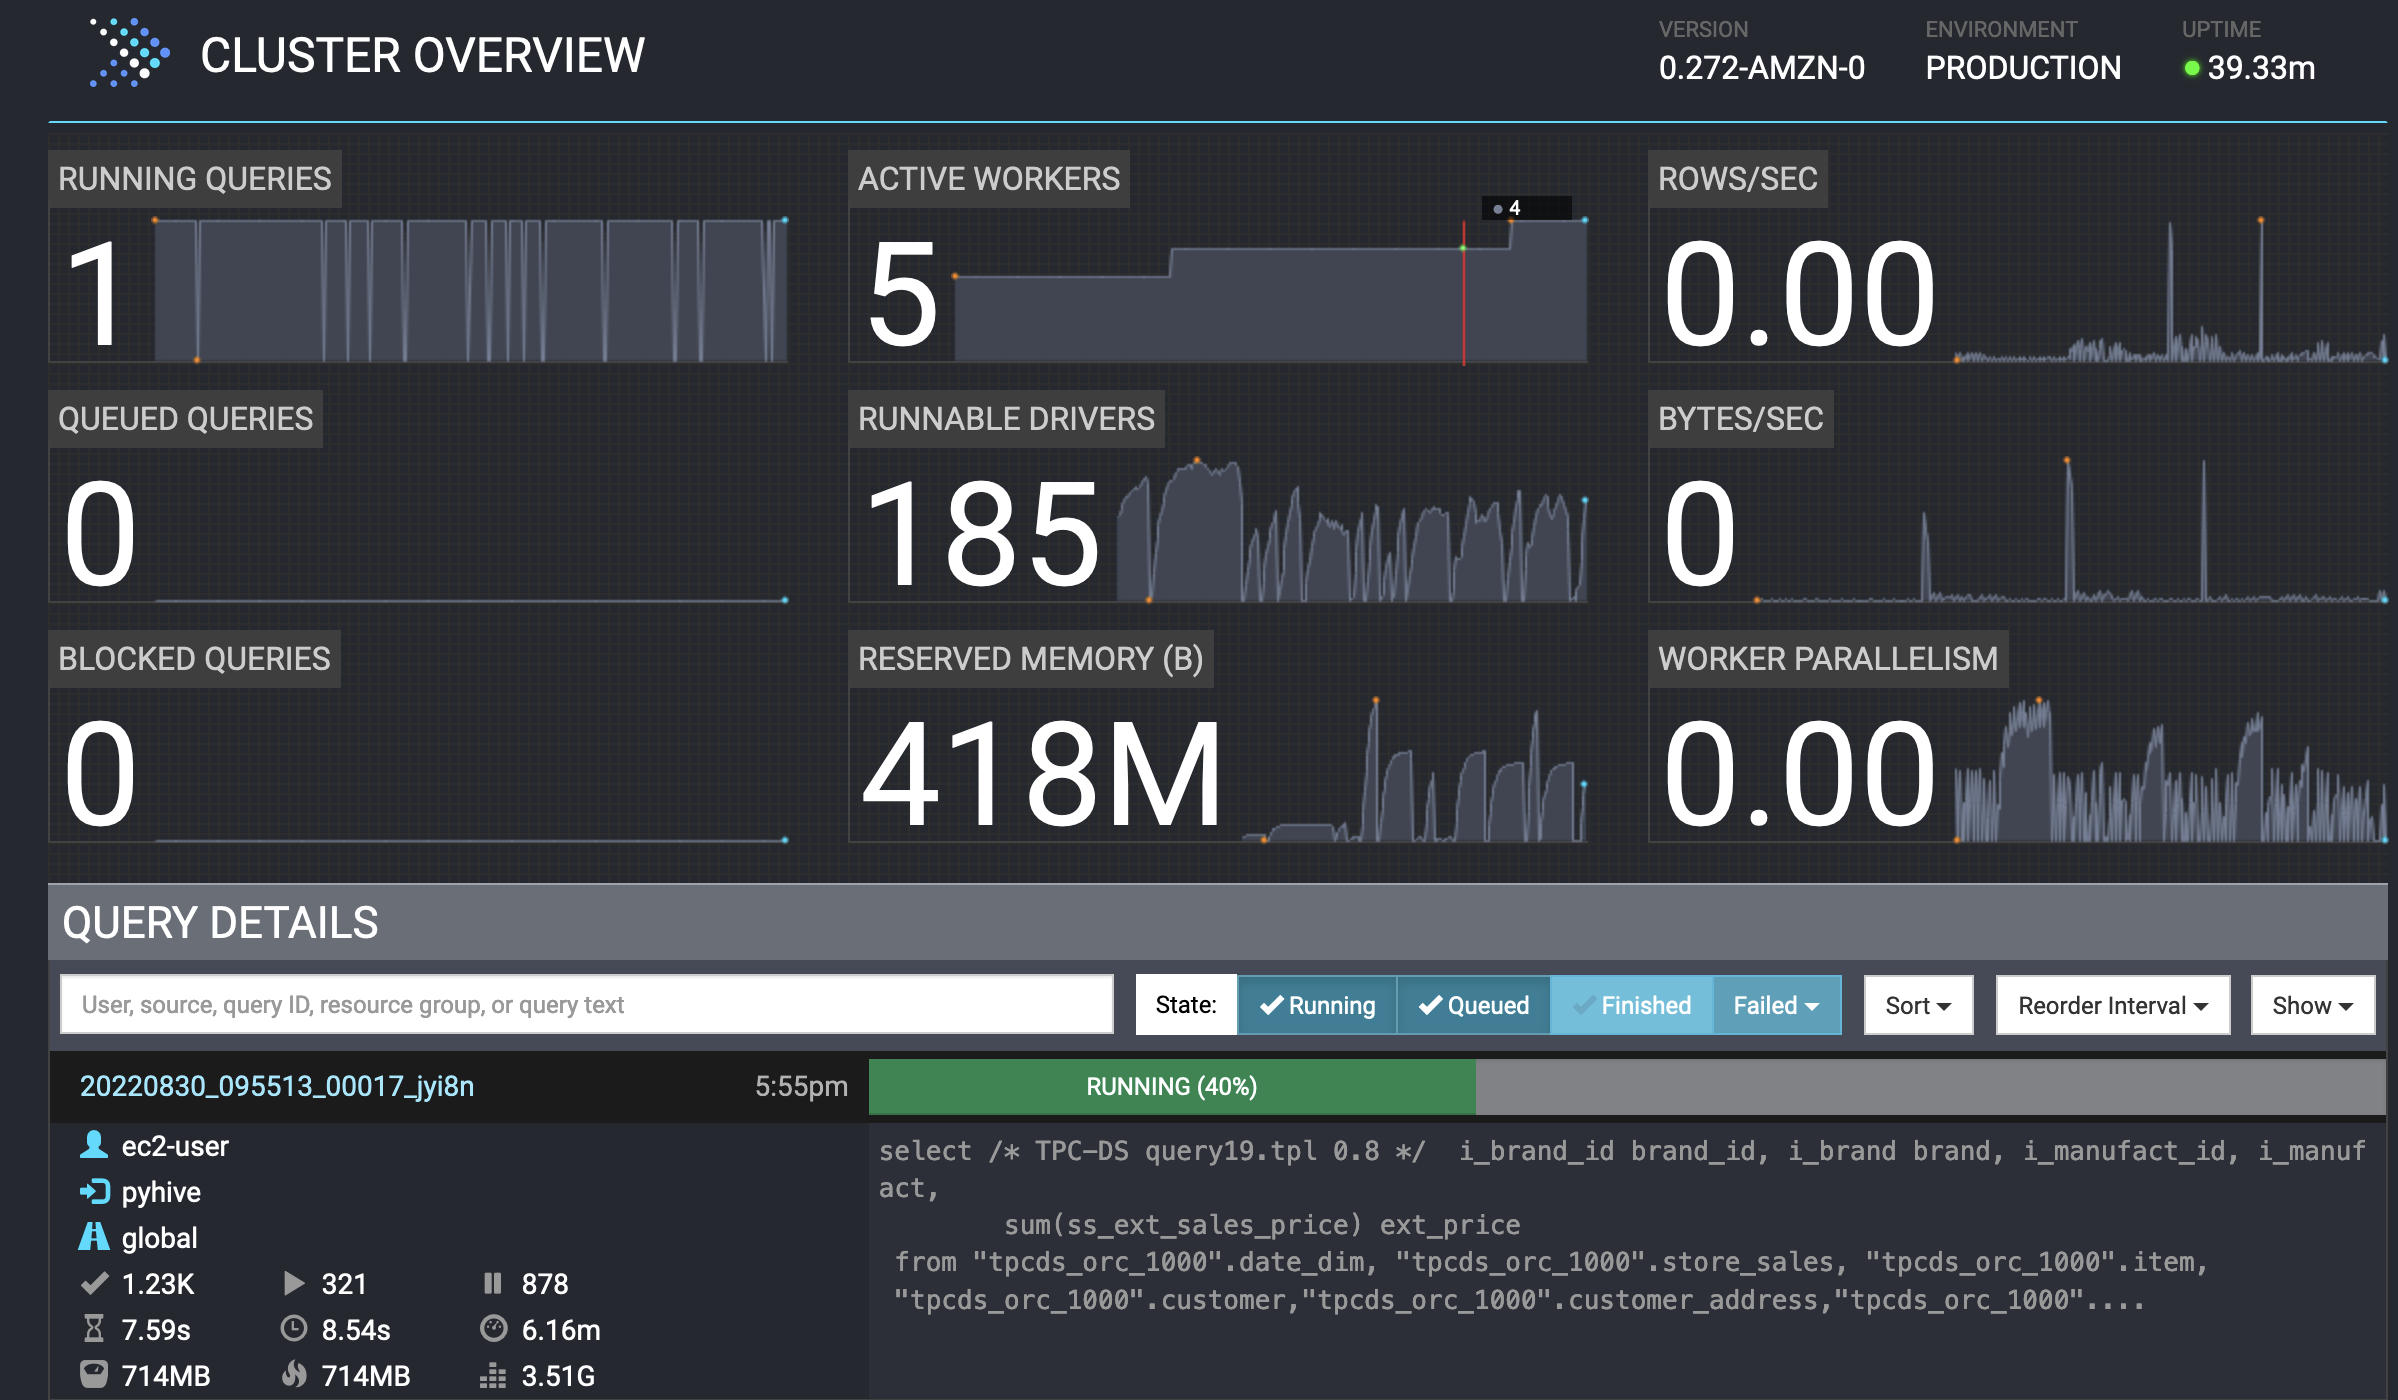 CLUSTER OVERVIEW
VERSION
0.272-AMZN-0
ENVIRONMENT
PRODUCTION
UPTIME
39.33m
RUNNING QUERIES
1
ACTIVE WORKERS
5
4
ROWS/SEC
0.00
QUEUED QUERIES
0
RUNNABLE DRIVERS
185
BYTES/SEC
0
BLOCKED QUERIES
0
RESERVED MEMORY (B)
418M
WORKER PARALLELISM
0.00
QUERY DETAILS
User, source, query ID, resource group, or query text
State:
Running
Queued
Finished
Failed
Sort
Reorder Interval
Show
20220830_095513_00017_jyi8n
5:55pm
RUNNING (40%)
ec2-user
pyhive
global
1.23K 321 878
7.59s 8.54s 6.16m
714MB 714MB 3.51G
select /* TPC-DS query19.tpl 0.8 */  i_brand_id brand_id, i_brand brand, i_manufact_id, i_manuf
act,
sum(ss_ext_sales_price) ext_price
from "tpcds_orc_1000".date_dim, "tpcds_orc_1000".store_sales, "tpcds_orc_1000".item,
"tpcds_orc_1000".customer,"tpcds_orc_1000".customer_address,"tpcds_orc_1000"....